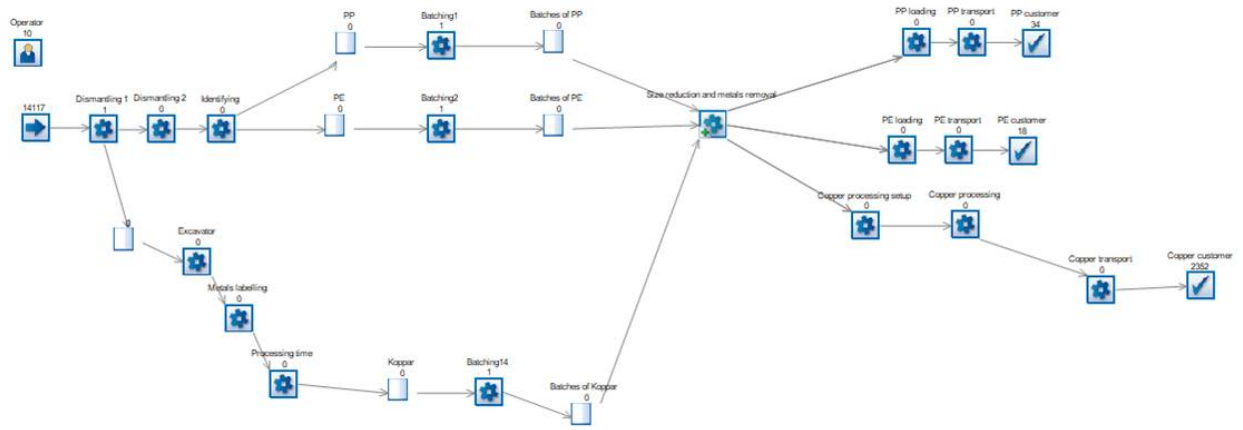 Operator
10
14117
Dismantling 1
1
Dismantling 2
0
Identifying
0
PP
0
Batching1
1
Batches of PP
0
PE
0
Batching2
1
Batches of PE
0
Size reduction and metals removal
PP loading
0
PP transport
0
PP customer
34
PE loading
0
PE transport
0
PE customer
18
Copper processing setup
0
Copper processing
0
Copper transport
0
Copper customer
2352
0
Excavator
0
Metals labelling
0
Processing time
0
Koppar
0
Batching14
1
Batches of Koppar
0